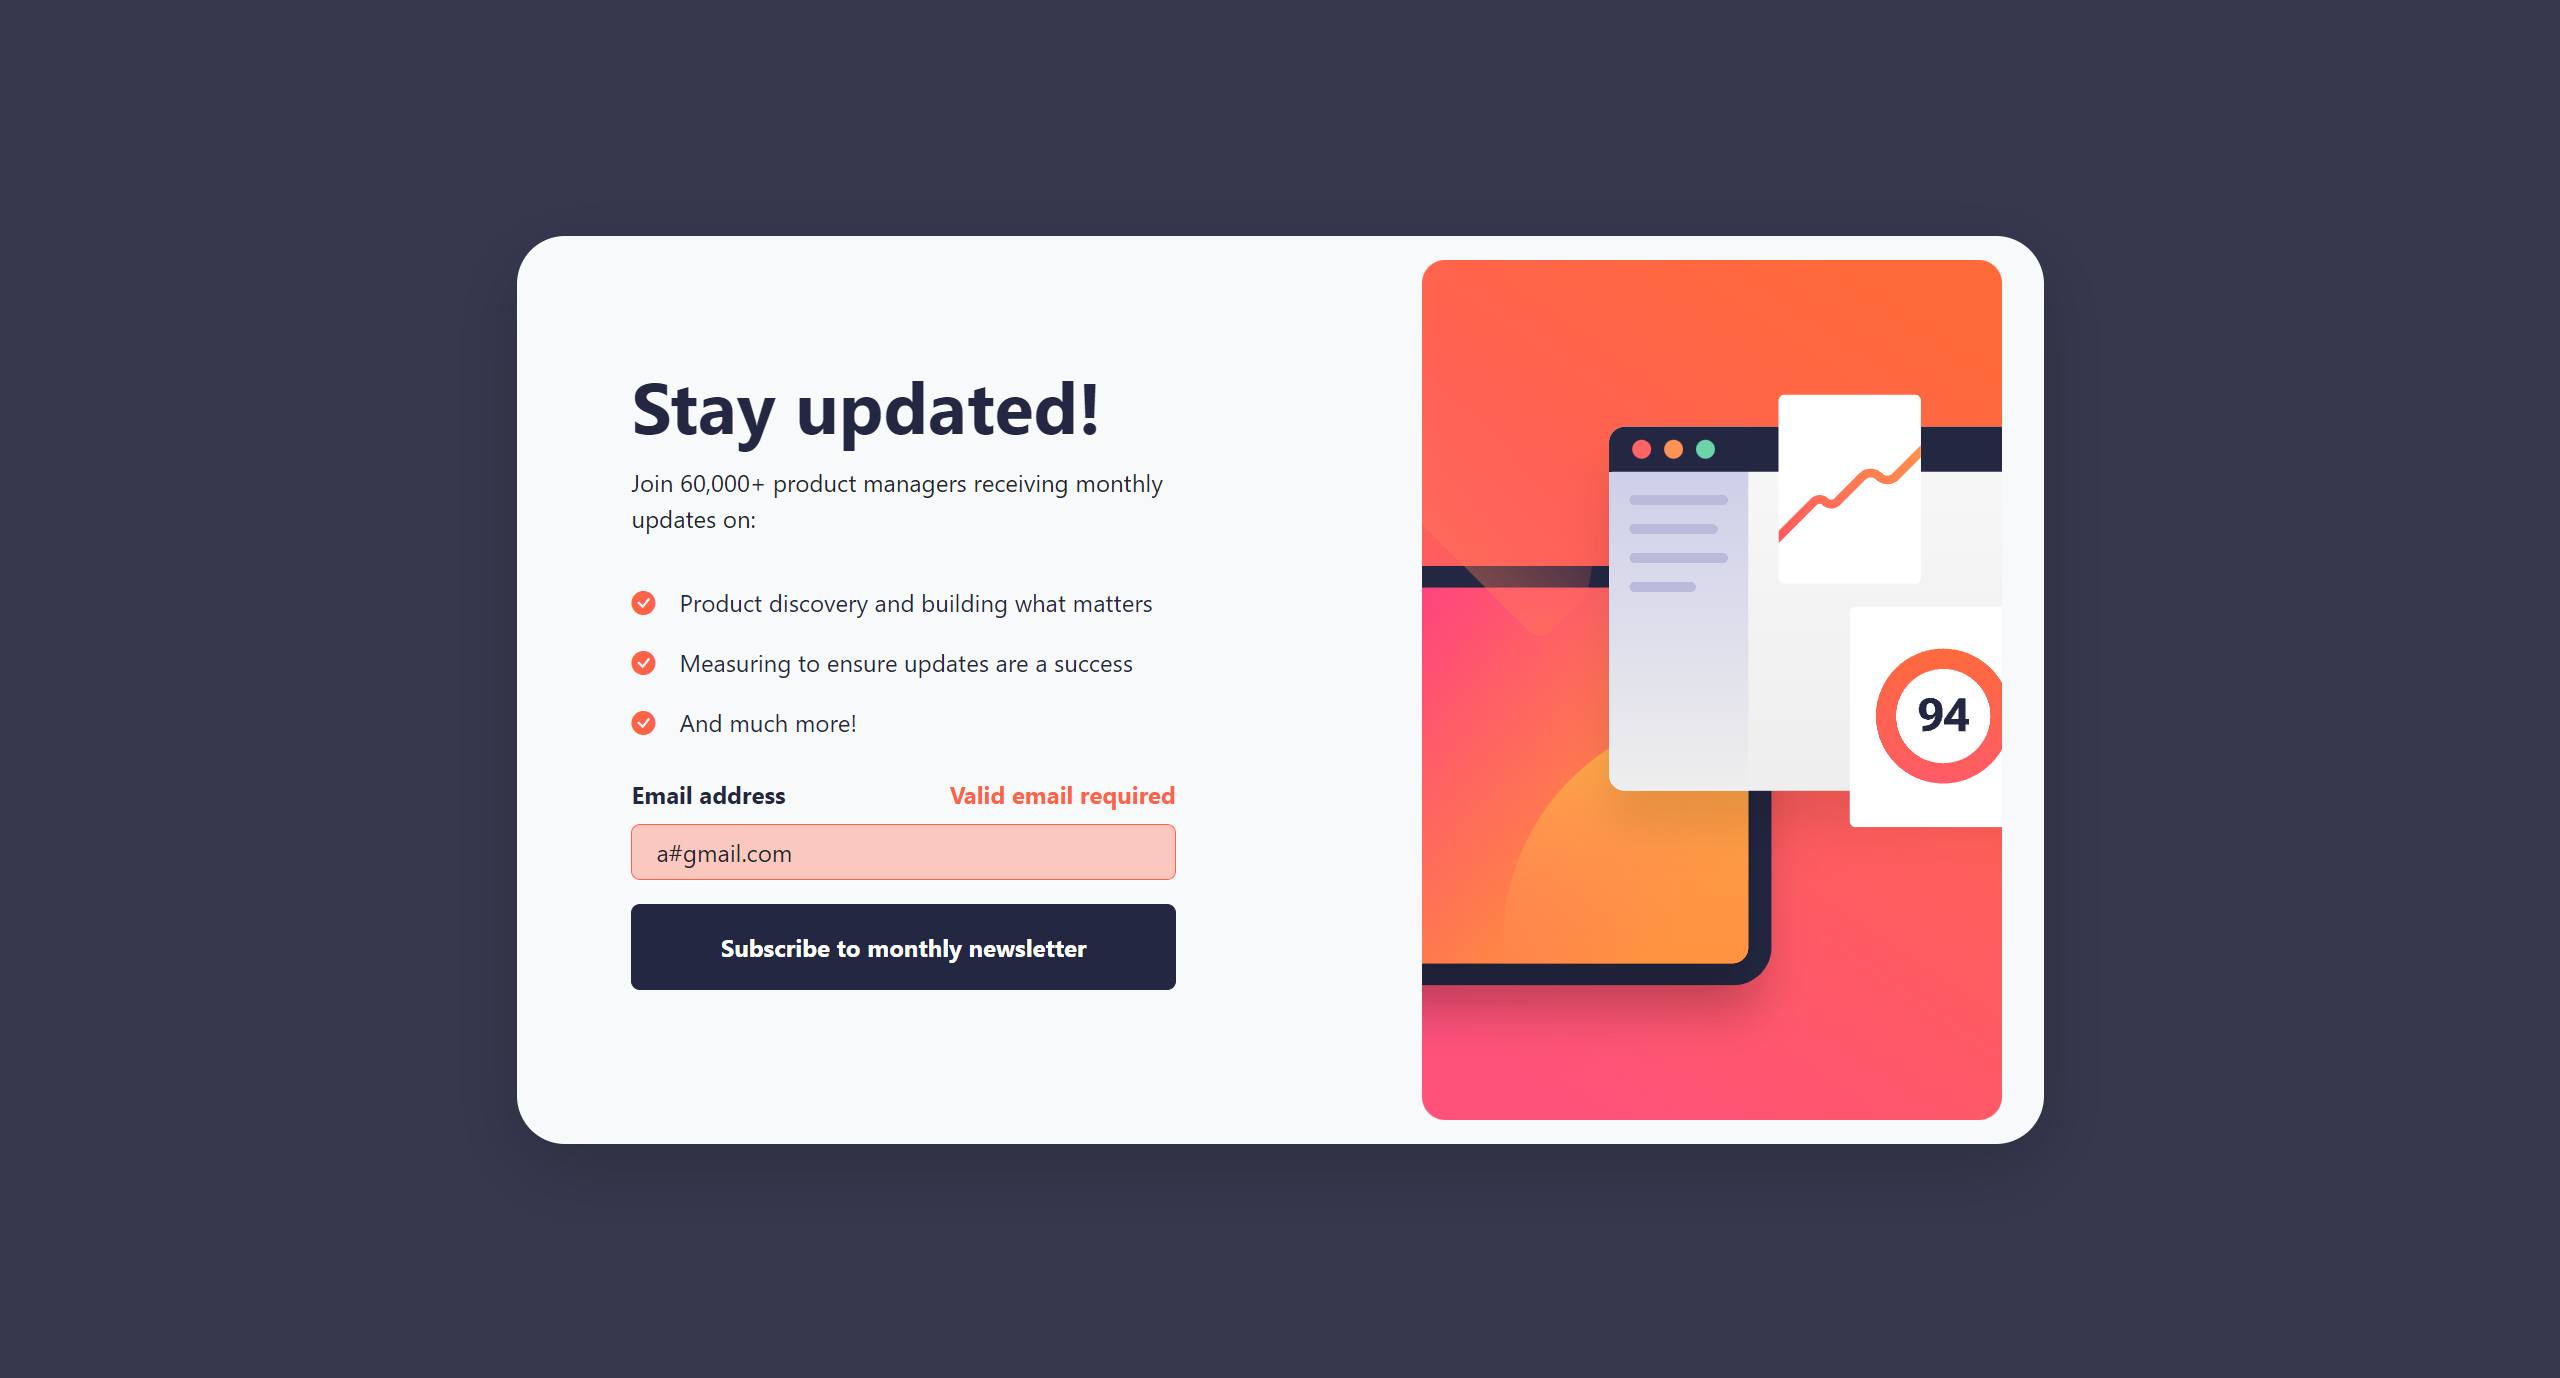 Stay updated!
Join 60,000+ product managers receiving monthly
updates on:
Product discovery and building what matters
Measuring to ensure updates are a success
And much more!
Email address
Valid email required
a#gmail.com
Subscribe to monthly newsletter
94